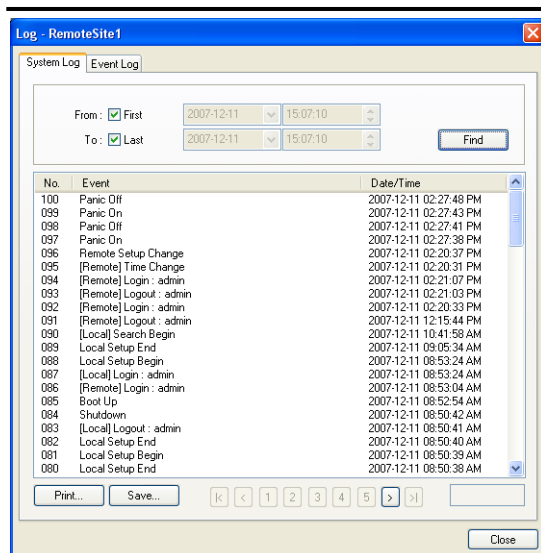 Log - RemoteSite1
System Log Event Log
From : First 2007-12-11 15:07:10
To : Last 2007-12-11 15:07:10 Find
No. Event Date/Time
100 Panic Off 2007-12-11 02:27:48 PM
099 Panic On 2007-12-11 02:27:43 PM
098 Panic Off 2007-12-11 02:27:41 PM
097 Panic On 2007-12-11 02:27:38 PM
096 Remote Setup Change 2007-12-11 02:20:37 PM
095 [Remote] Time Change 2007-12-11 02:20:31 PM
094 [Remote] Login : admin 2007-12-11 02:21:07 PM
093 [Remote] Logout : admin 2007-12-11 02:21:03 PM
092 [Remote] Login : admin 2007-12-11 02:20:33 PM
091 [Remote] Logout : admin 2007-12-11 12:15:44 PM
090 [Local] Search Begin 2007-12-11 10:41:58 AM
089 Local Setup End 2007-12-11 09:05:34 AM
088 Local Setup Begin 2007-12-11 08:53:24 AM
087 [Local] Login : admin 2007-12-11 08:53:24 AM
086 [Remote] Login : admin 2007-12-11 08:53:04 AM
085 Boot Up 2007-12-11 08:52:54 AM
084 Shutdown 2007-12-11 08:50:42 AM
083 [Local] Logout : admin 2007-12-11 08:50:41 AM
082 Local Setup End 2007-12-11 08:50:40 AM
081 Local Setup Begin 2007-12-11 08:50:39 AM
080 Local Setup End 2007-12-11 08:50:38 AM
Print... Save... 1 2 3 4 5
Close